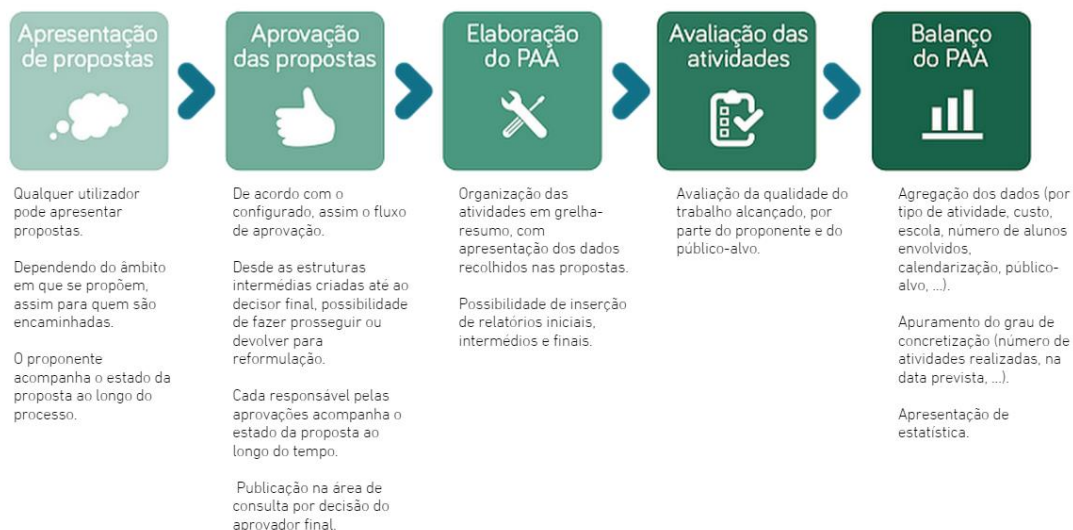 Apresentação
de propostas
Aprovação
das propostas
Elaboração
do PAA
Avaliação das
atividades
Balanço
do PAA
Qualquer utilizador
pode apresentar
propostas.
Dependendo do âmbito
em que se propõem,
assim para quem são
encaminhadas.
O proponente
acompanha o estado da
proposta ao longo do
processo.
De acordo com o
configurado, assim o fluxo
de aprovação.
Desde as estruturas
intermédias criadas até ao
decisor final, possibilidade
de fazer prosseguir ou
devolver para
reformulação.
Cada responsável pelas
aprovações acompanha o
estado da proposta ao
longo do tempo.
Publicação na área de
consulta por decisão do
aprovador final.
Organização das
atividades em grelha-
resumo, com
apresentação dos dados
recolhidos nas propostas.
Possibilidade de inserção
de relatórios iniciais,
intermédios e finais.
Avaliação da qualidade do
trabalho alcançado, por
parte do proponente e do
público-alvo.
Agregação dos dados (por
tipo de atividade, custo,
escola, número de alunos
envolvidos,
calendarização, público-
alvo, ...).
Apuramento do grau de
concretização (número de
atividades realizadas, na
data prevista, ...).
Apresentação de
estatística.